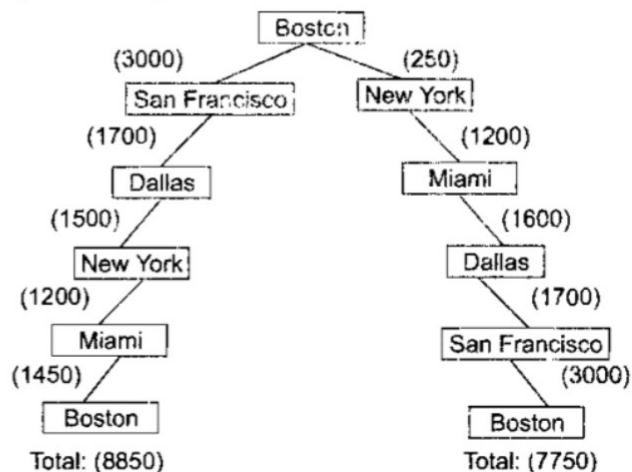 Boston
(3000) (250)
San Francisco New York
(1700) (1200)
Dallas Miami
(1500) (1600)
New York Dallas
(1200) (1700)
Miami San Francisco
(1450) (3000)
Boston Boston
Total: (8850) Total: (7750)